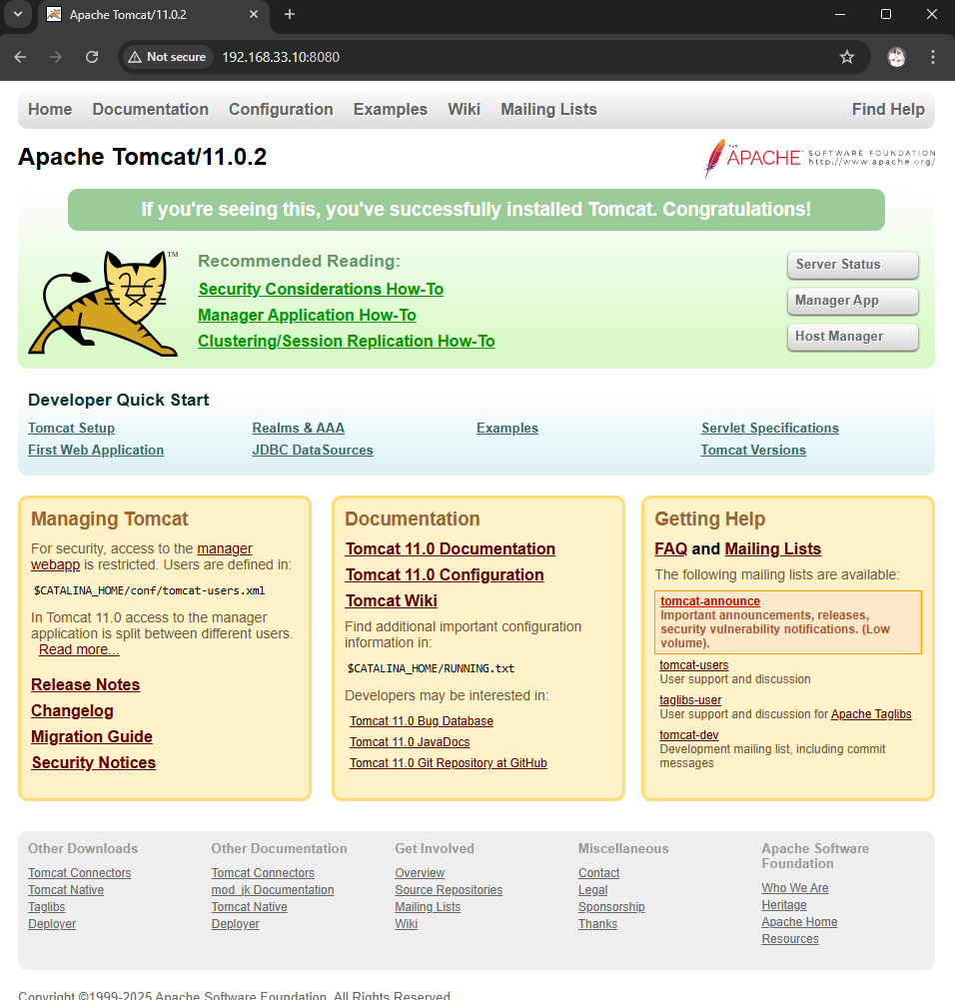 Apache Tomcat/11.0.2
Not secure 192.168.33.10:8080
Home Documentation Configuration Examples Wiki Mailing Lists Find Help
Apache Tomcat/11.0.2
THE APACHE SOFTWARE FOUNDATION
http://www.apache.org/
If you're seeing this, you've successfully installed Tomcat. Congratulations!
TM
Recommended Reading:
Security Considerations How-To
Manager Application How-To
Clustering/Session Replication How-To
Server Status
Manager App
Host Manager
Developer Quick Start
Tomcat Setup
First Web Application
Realms & AAA
JDBC DataSources
Examples
Servlet Specifications
Tomcat Versions
Managing Tomcat
For security, access to the manager
webapp is restricted. Users are defined in:
$CATALINA_HOME/conf/tomcat-users.xml
In Tomcat 11.0 access to the manager
application is split between different users.
Read more...
Release Notes
Changelog
Migration Guide
Security Notices
Documentation
Tomcat 11.0 Documentation
Tomcat 11.0 Configuration
Tomcat Wiki
Find additional important configuration
information in:
$CATALINA_HOME/RUNNING.txt
Developers may be interested in:
Tomcat 11.0 Bug Database
Tomcat 11.0 JavaDocs
Tomcat 11.0 Git Repository at GitHub
Getting Help
FAQ and Mailing Lists
The following mailing lists are available:
tomcat-announce
Important announcements, releases,
security vulnerability notifications. (Low
volume).
tomcat-users
User support and discussion
taglibs-user
User support and discussion for Apache Taglibs
tomcat-dev
Development mailing list, including commit
messages
Other Downloads
Tomcat Connectors
Tomcat Native
Taglibs
Deployer
Other Documentation
Tomcat Connectors
mod_jk Documentation
Tomcat Native
Deployer
Get Involved
Overview
Source Repositories
Mailing Lists
Wiki
Miscellaneous
Contact
Legal
Sponsorship
Thanks
Apache Software
Foundation
Who We Are
Heritage
Apache Home
Resources
Copyright ©1999-2025 Apache Software Foundation. All Rights Reserved